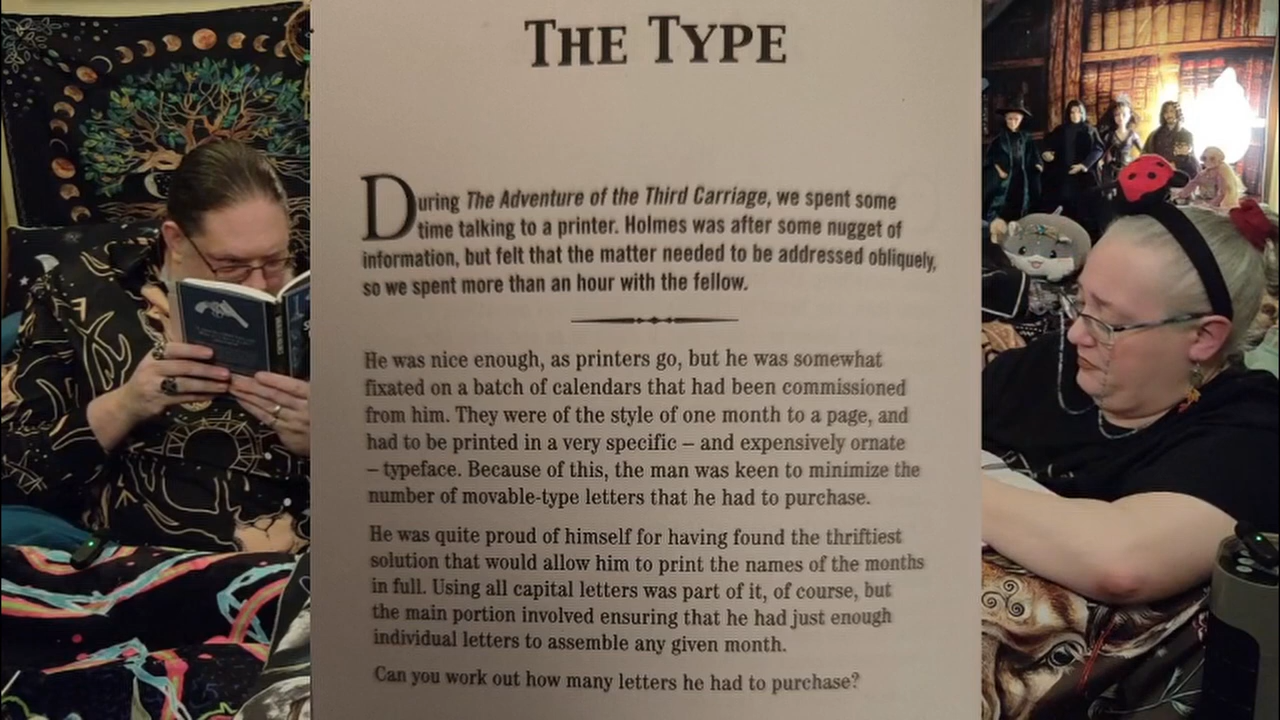 THE TYPE
During The Adventure of the Third Carriage, we spent some
time talking to a printer. Holmes was after some nugget of
information, but felt that the matter needed to be addressed obliquely,
so we spent more than an hour with the fellow.
He was nice enough, as printers go, but he was somewhat
fixated on a batch of calendars that had been commissioned
from him. They were of the style of one month to a page, and
had to be printed in a very specific – and expensively ornate
– typeface. Because of this, the man was keen to minimize the
number of movable-type letters that he had to purchase.
He was quite proud of himself for having found the thriftiest
solution that would allow him to print the names of the months
in full. Using all capital letters was part of it, of course, but
the main portion involved ensuring that he had just enough
individual letters to assemble any given month.
Can you work out how many letters he had to purchase?